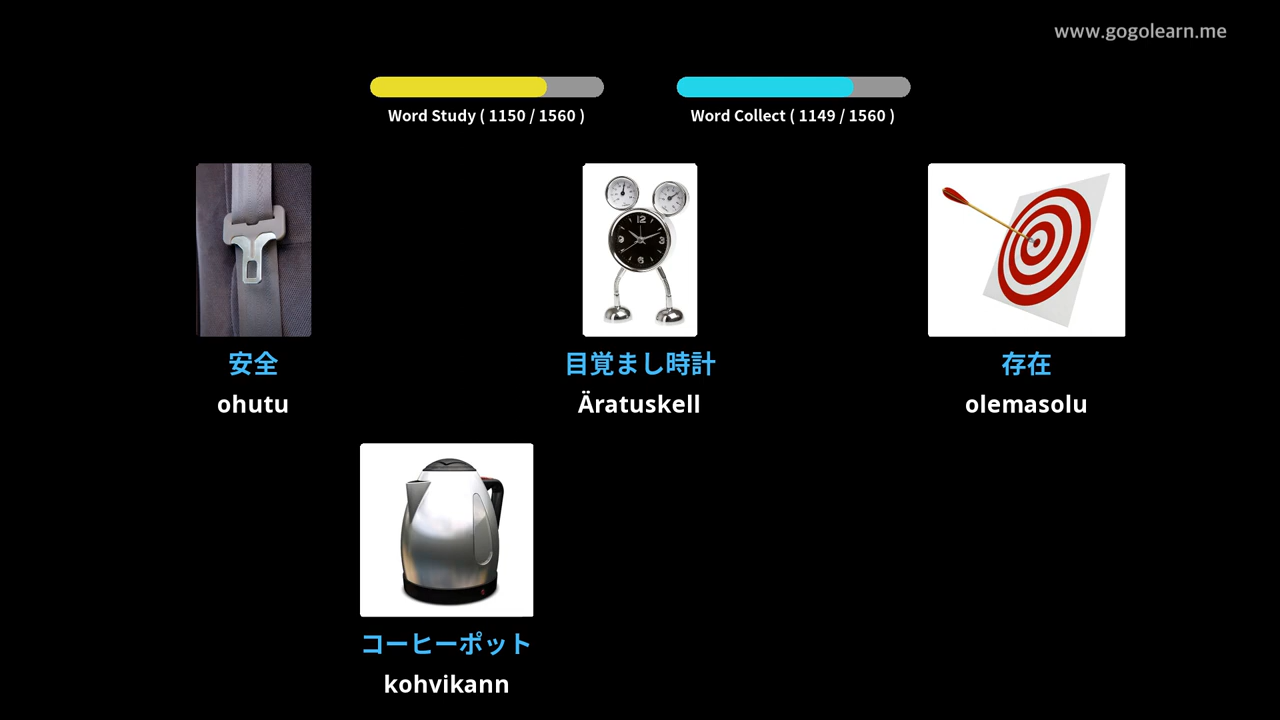 www.gogolearn.me
Word Study ( 1150 / 1560 )
Word Collect ( 1149 / 1560 )
安全
ohutu
目覚まし時計
Äratuskell
存在
olemasolu
コーヒーポット
kohvikann